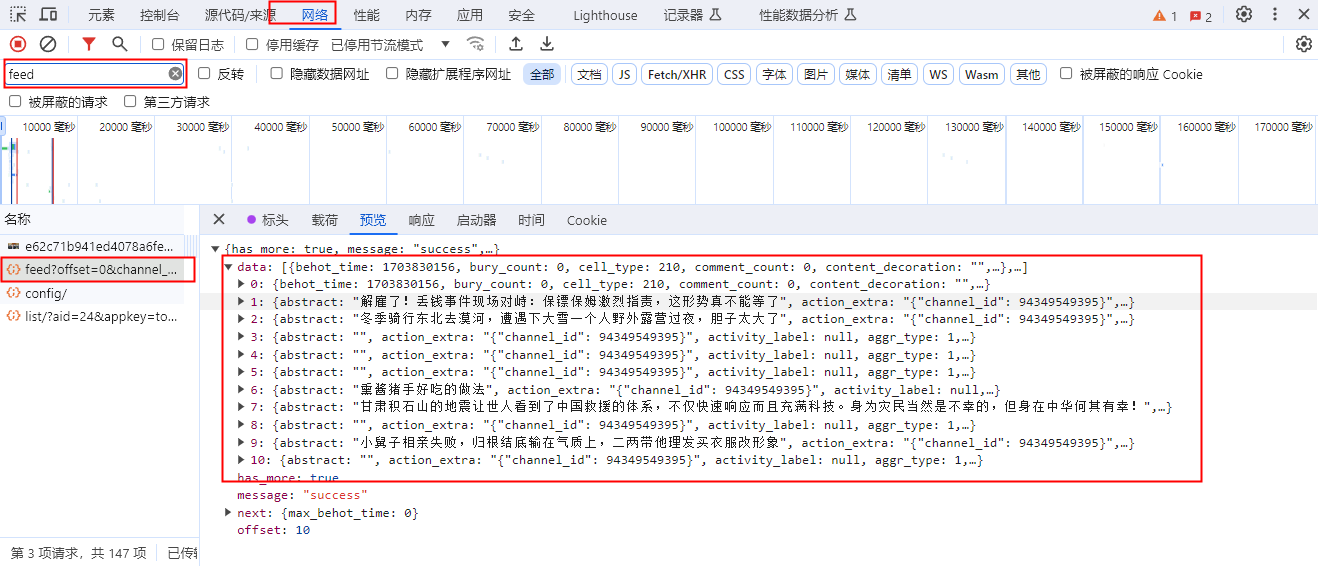 元素 控制台 源代码/来源 网络 性能 内存 应用 安全 Lighthouse 记录器 性能数据分析 1 2
保留日志 停用缓存 已停用节流模式
feed 反转 隐藏数据网址 隐藏扩展程序网址 全部 文档 JS Fetch/XHR CSS 字体 图片 媒体 清单 WS Wasm 其他 被屏蔽的响应 Cookie
被屏蔽的请求 第三方请求
10000 毫秒 20000 毫秒 30000 毫秒 40000 毫秒 50000 毫秒 60000 毫秒 70000 毫秒 80000 毫秒 90000 毫秒 100000 毫秒 110000 毫秒 120000 毫秒 130000 毫秒 140000 毫秒 150000 毫秒 160000 毫秒 170000 毫秒
名称
e62c71b941ed4078a6fe...
feed?offset=0&channel_...
config/
list/?aid=24&appkey=to...
第 3 项请求，共 147 项 已传输
标头 载荷 预览 响应 启动器 时间 Cookie
{has_more: true, message: "success",…}
data: [{behot_time: 1703830156, bury_count: 0, cell_type: 210, comment_count: 0, content_decoration: "",…},…]
0: {behot_time: 1703830156, bury_count: 0, cell_type: 210, comment_count: 0, content_decoration: "",…}
1: {abstract: "解雇了！丢钱事件现场对峙：保镖保姆激烈指责，这形势真不能等了", action_extra: "{"channel_id": 94349549395}",…}
2: {abstract: "冬季骑行东北去漠河，遭遇下大雪一个人野外露营过夜，胆子太大了", action_extra: "{"channel_id": 94349549395}",…}
3: {abstract: "", action_extra: "{"channel_id": 94349549395}", activity_label: null, aggr_type: 1,…}
4: {abstract: "", action_extra: "{"channel_id": 94349549395}", activity_label: null, aggr_type: 1,…}
5: {abstract: "", action_extra: "{"channel_id": 94349549395}", activity_label: null, aggr_type: 1,…}
6: {abstract: "熏酱猪手好吃的做法", action_extra: "{"channel_id": 94349549395}", activity_label: null,…}
7: {abstract: "甘肃积石山的地震让世人看到了中国救援的体系，不仅快速响应而且充满科技。身为灾民当然是不幸的，但身在中华何其有幸！",…}
8: {abstract: "", action_extra: "{"channel_id": 94349549395}", activity_label: null, aggr_type: 1,…}
9: {abstract: "小舅子相亲失败，归根结底输在气质上，二两带他理发买衣服改形象", action_extra: "{"channel_id": 94349549395}",…}
10: {abstract: "", action_extra: "{"channel_id": 94349549395}", activity_label: null, aggr_type: 1,…}
has_more: true
message: "success"
next: {max_behot_time: 0}
offset: 10